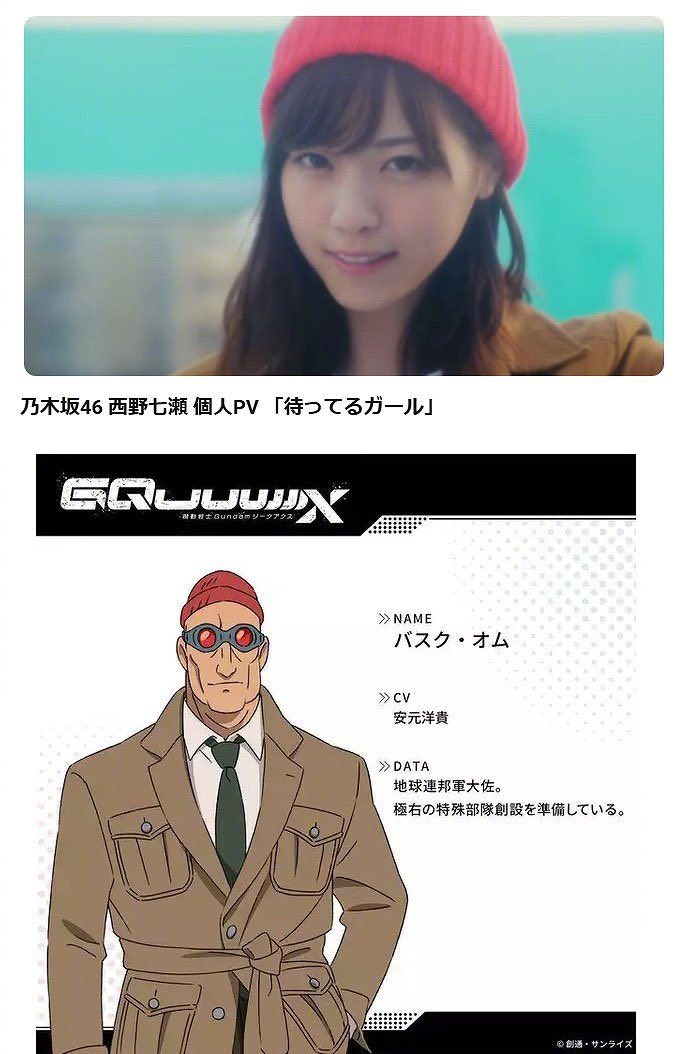 乃木坂46 西野七瀬 個人PV 「待ってるガール」
GQuuuuuuX
機動戦士Gundam ジークアクス
NAME
バスク・オム
CV
安元洋貴
DATA
地球連邦軍大佐。
極右の特殊部隊創設を準備している。
© 創通・サンライズ